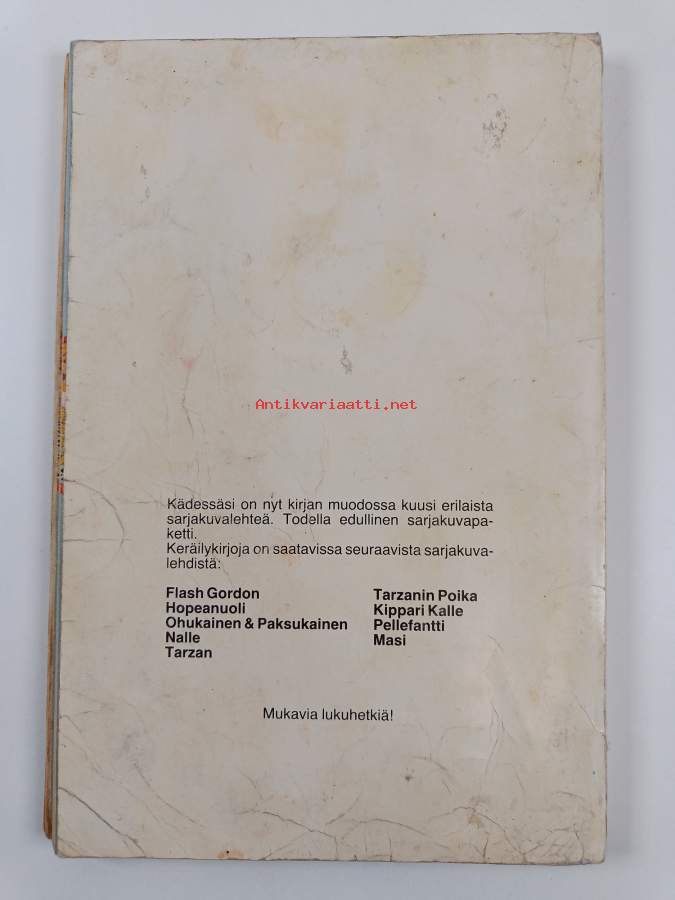 Antikvariaatti.net
Kädessäsi on nyt kirjan muodossa kuusi erilaista
sarjakuvalehteä. Todella edullinen sarjakuvapa-
ketti.
Keräilykirjoja on saatavissa seuraavista sarjakuva-
lehdistä:
Flash Gordon
Hopeanuoli
Ohukainen & Paksukainen
Nalle
Tarzan
Tarzanin Poika
Kippari Kalle
Pellefantti
Masi
Mukavia lukuhetkiä!